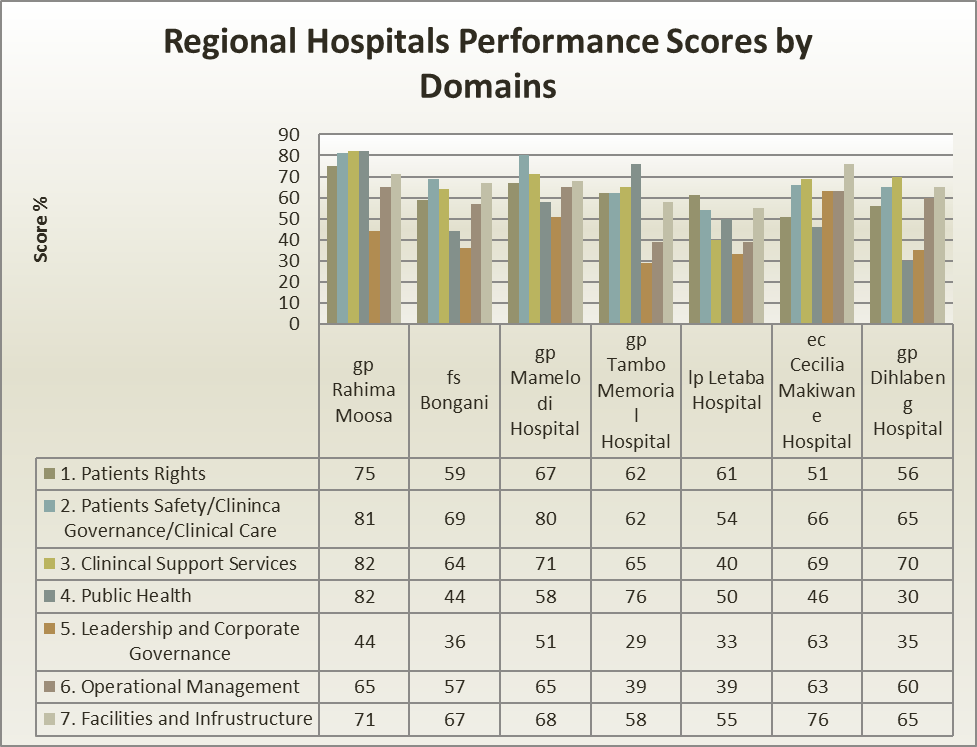 Regional Hospitals Performance Scores by
Domains
Score %
90
80
70
60
50
40
30
20
10
0
gp
Rahima
Moosa
fs
Bongani
gp
Mamelo
di
Hospital
gp
Tambo
Memoria
l
Hospital
lp Letaba
Hospital
ec
Cecilia
Makiwan
e
Hospital
gp
Dihlaben
g
Hospital
1. Patients Rights 75 59 67 62 61 51 56
2. Patients Safety/Clininca
Governance/Clinical Care 81 69 80 62 54 66 65
3. Clinincal Support Services 82 64 71 65 40 69 70
4. Public Health 82 44 58 76 50 46 30
5. Leadership and Corporate
Governance 44 36 51 29 33 63 35
6. Operational Management 65 57 65 39 39 63 60
7. Facilities and Infrustructure 71 67 68 58 55 76 65